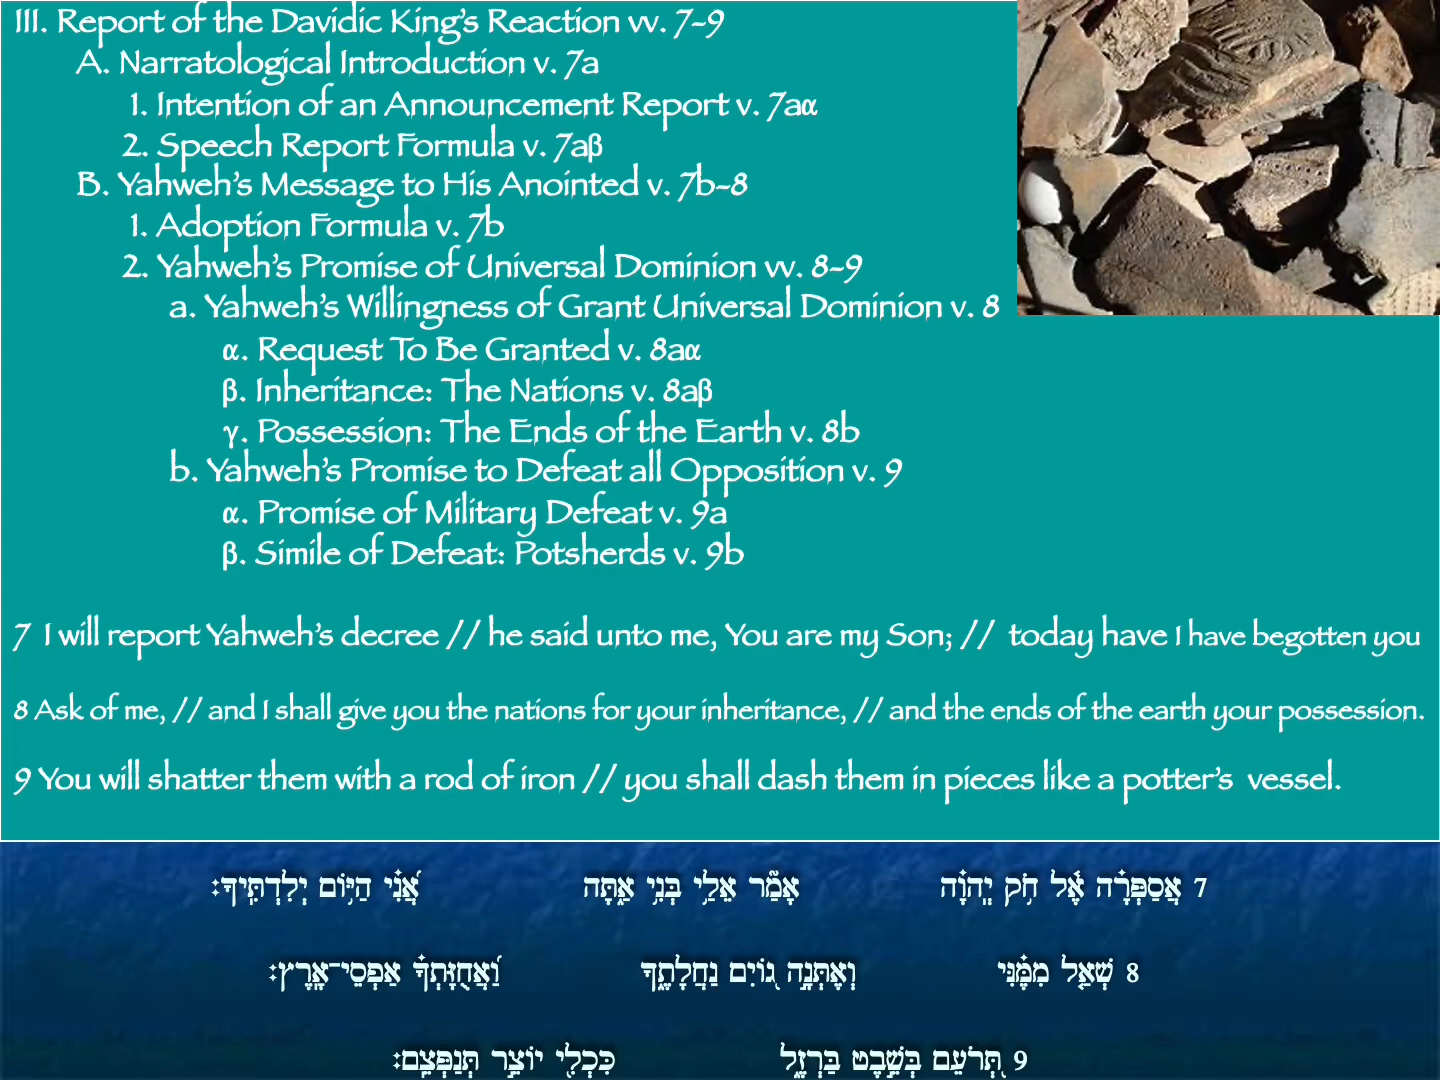 III. Report of the Davidic King's Reaction vv. 7-9
A. Narratological Introduction v. 7a
1. Intention of an Announcement Report v. 7aα
2. Speech Report Formula v. 7aβ
B. Yahweh's Message to His Anointed v. 7b-8
1. Adoption Formula v. 7b
2. Yahweh's Promise of Universal Dominion vv. 8-9
a. Yahweh's Willingness of Grant Universal Dominion v. 8
α. Request To Be Granted v. 8aα
β. Inheritance: The Nations v. 8aβ
γ. Possession: The Ends of the Earth v. 8b
b. Yahweh's Promise to Defeat all Opposition v. 9
α. Promise of Military Defeat v. 9a
β. Simile of Defeat: Potsherds v. 9b
7 I will report Yahweh's decree // he said unto me, You are my Son; // today have I have begotten you
8 Ask of me, // and I shall give you the nations for your inheritance, // and the ends of the earth your possession.
9 You will shatter them with a rod of iron // you shall dash them in pieces like a potter's vessel.
7 אֲסַפְּרָ֗ה אֶ֫ל חֹ֥ק יְֽהוָ֗ה אָמַ֘ר אֵלַ֥י בְּנִ֥י אַ֑תָּה אֲ֝נִ֗י הַיּ֥וֹם יְלִדְתִּֽיךָ׃
8 שְׁאַ֤ל מִמֶּ֗נִּי וְאֶתְּנָ֣ה ג֭וֹיִם נַחֲלָתֶ֑ךָ וַ֝אֲחֻזָּתְךָ֗ אַפְסֵי־אָֽרֶץ׃
9 תְּ֭רֹעֵם בְּשֵׁ֣בֶט בַּרְזֶ֑ל כִּכְלִ֖י יוֹצֵ֣ר תְּנַפְּצֵֽם׃